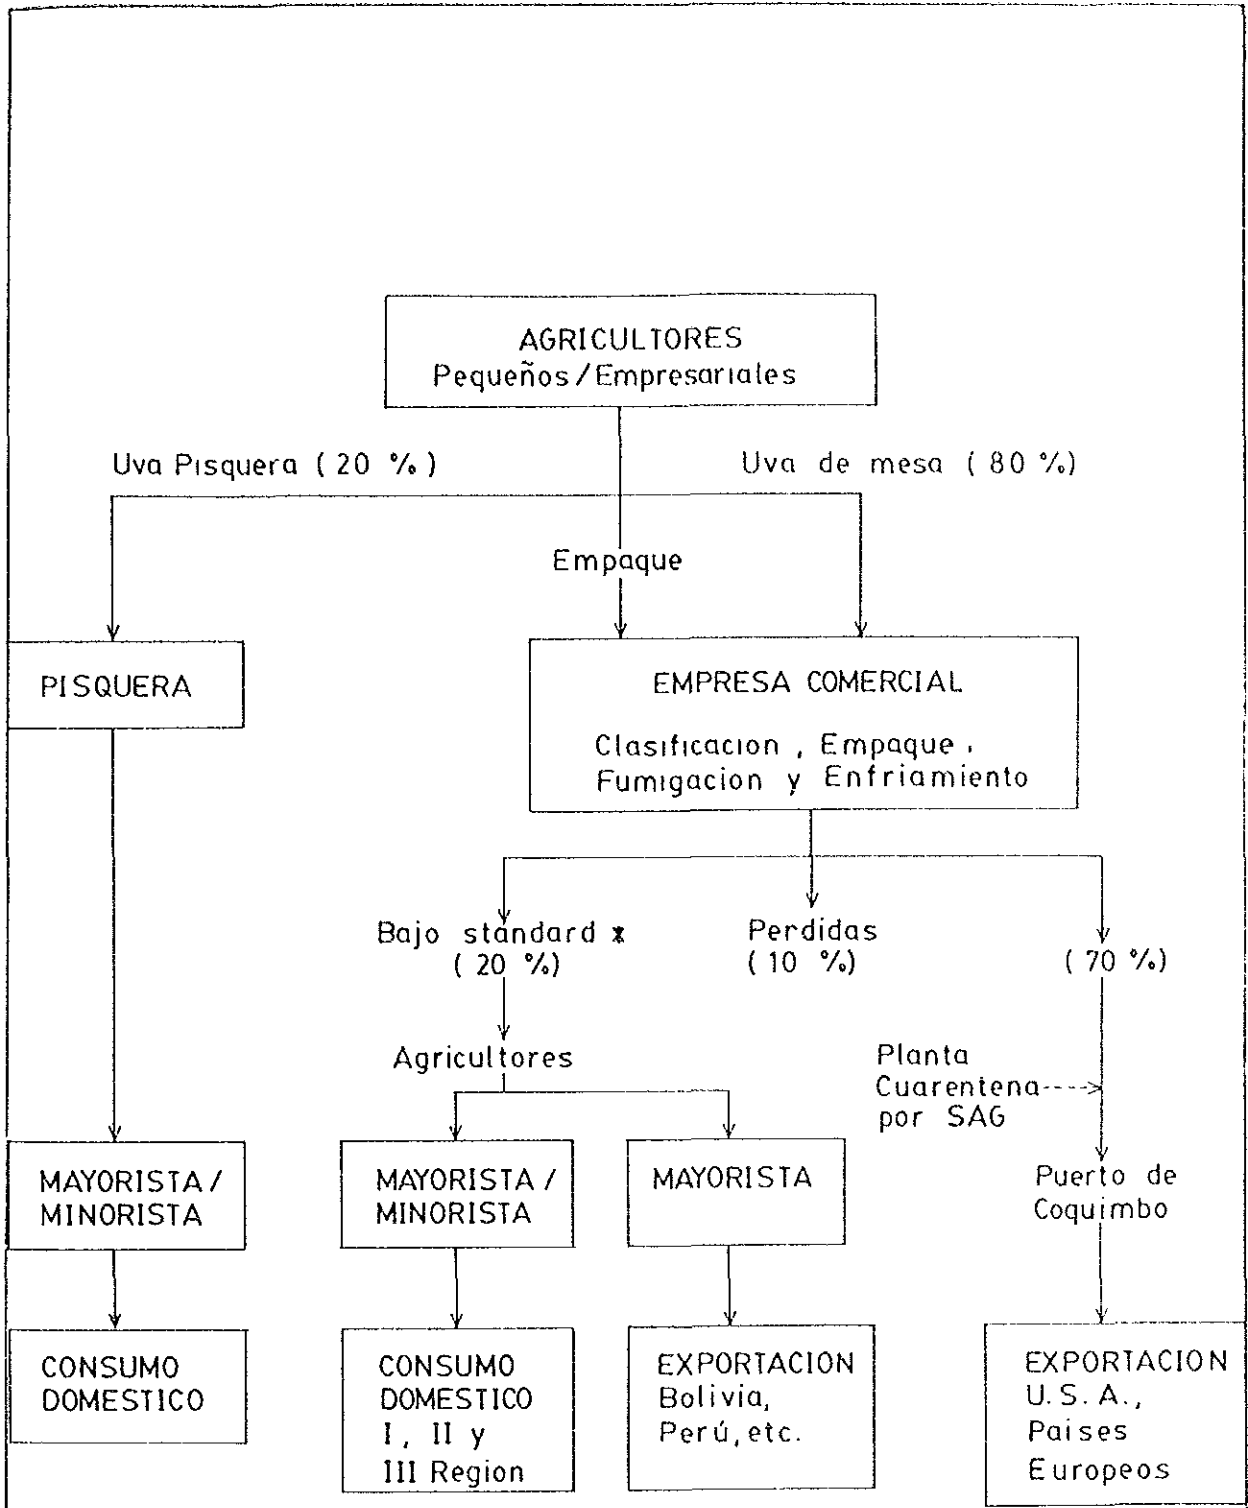 AGRICULTORES
Pequeños/Empresariales
Uva Pisquera (20 %)
Uva de mesa (80 %)
Empaque
PISQUERA
EMPRESA COMERCIAL
Clasificacion, Empaque,
Fumigacion y Enfriamiento
Bajo standard *
(20 %)
Perdidas
(10 %)
(70 %)
Agricultores
Planta
Cuarentena
por SAG
MAYORISTA/
MINORISTA
MAYORISTA/
MINORISTA
MAYORISTA
Puerto de
Coquimbo
CONSUMO
DOMESTICO
CONSUMO
DOMESTICO
I, II y
III Region
EXPORTACION
Bolivia,
Perú, etc.
EXPORTACION
U.S.A.,
Paises
Europeos